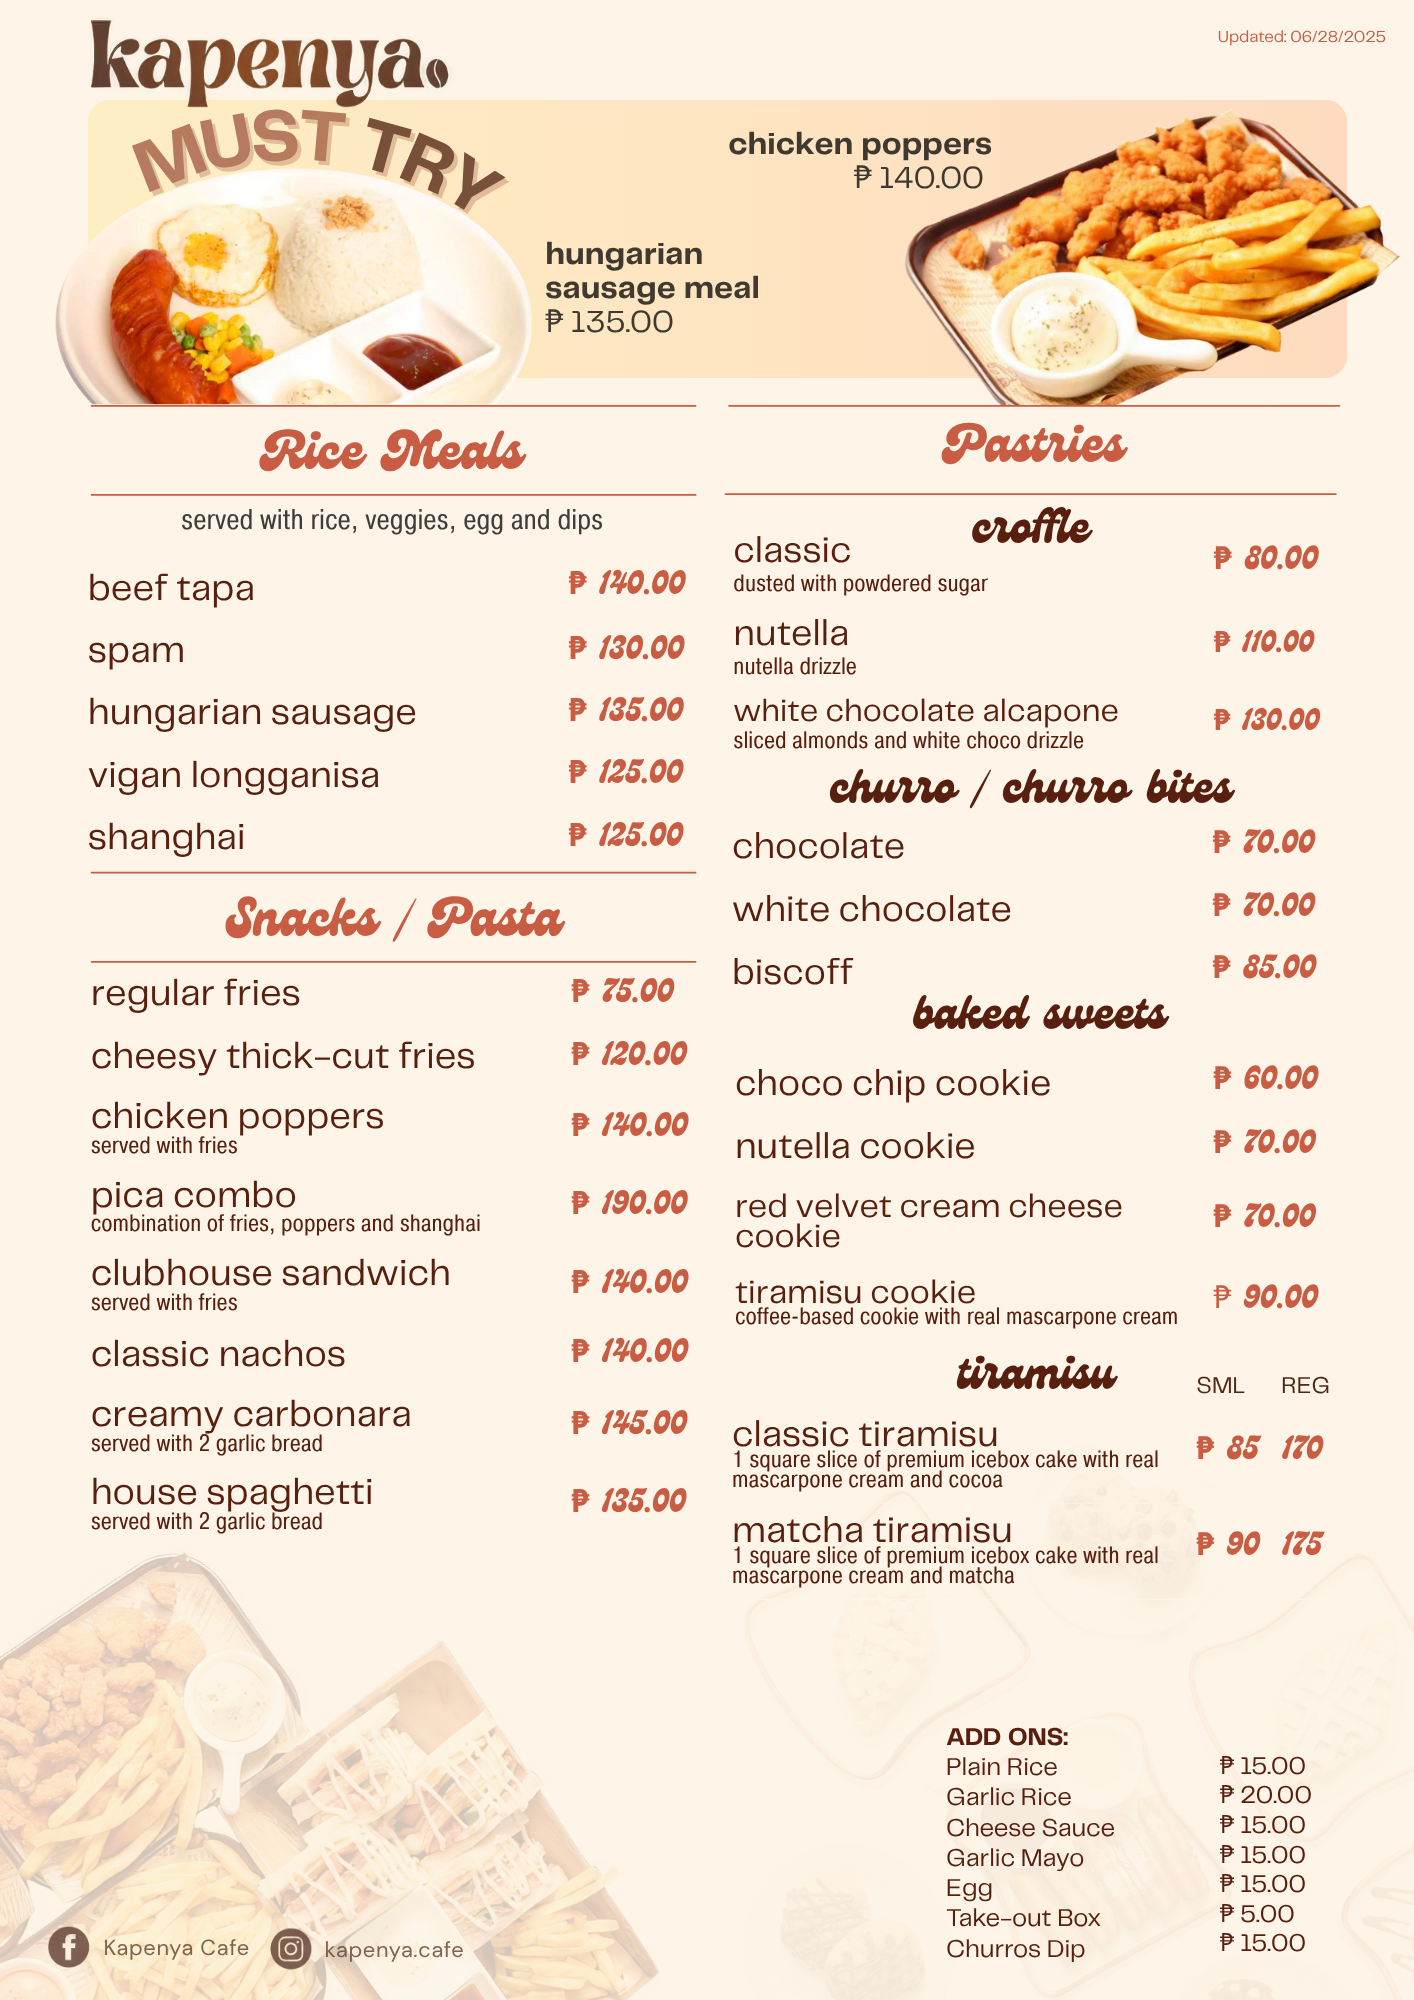 kapenya
Updated: 06/28/2025
MUST TRY
chicken poppers
₱ 140.00
hungarian
sausage meal
₱ 135.00
Rice Meals
served with rice, veggies, egg and dips
beef tapa ₱ 140.00
spam ₱ 130.00
hungarian sausage ₱ 135.00
vigan longganisa ₱ 125.00
shanghai ₱ 125.00
Snacks / Pasta
regular fries ₱ 75.00
cheesy thick-cut fries ₱ 120.00
chicken poppers ₱ 140.00
served with fries
pica combo ₱ 190.00
combination of fries, poppers and shanghai
clubhouse sandwich ₱ 140.00
served with fries
classic nachos ₱ 140.00
creamy carbonara ₱ 145.00
served with 2 garlic bread
house spaghetti ₱ 135.00
served with 2 garlic bread
Pastries
croffle
classic ₱ 80.00
dusted with powdered sugar
nutella ₱ 110.00
nutella drizzle
white chocolate alcapone ₱ 130.00
sliced almonds and white choco drizzle
churro / churro bites
chocolate ₱ 70.00
white chocolate ₱ 70.00
biscoff ₱ 85.00
baked sweets
choco chip cookie ₱ 60.00
nutella cookie ₱ 70.00
red velvet cream cheese
cookie ₱ 70.00
tiramisu cookie ₱ 90.00
coffee-based cookie with real mascarpone cream
tiramisu SML REG
classic tiramisu ₱ 85 170
1 square slice of premium icebox cake with real
mascarpone cream and cocoa
matcha tiramisu ₱ 90 175
1 square slice of premium icebox cake with real
mascarpone cream and matcha
ADD ONS:
Plain Rice ₱ 15.00
Garlic Rice ₱ 20.00
Cheese Sauce ₱ 15.00
Garlic Mayo ₱ 15.00
Egg ₱ 15.00
Take-out Box ₱ 5.00
Churros Dip ₱ 15.00
Kapenya Cafe kapenya.cafe